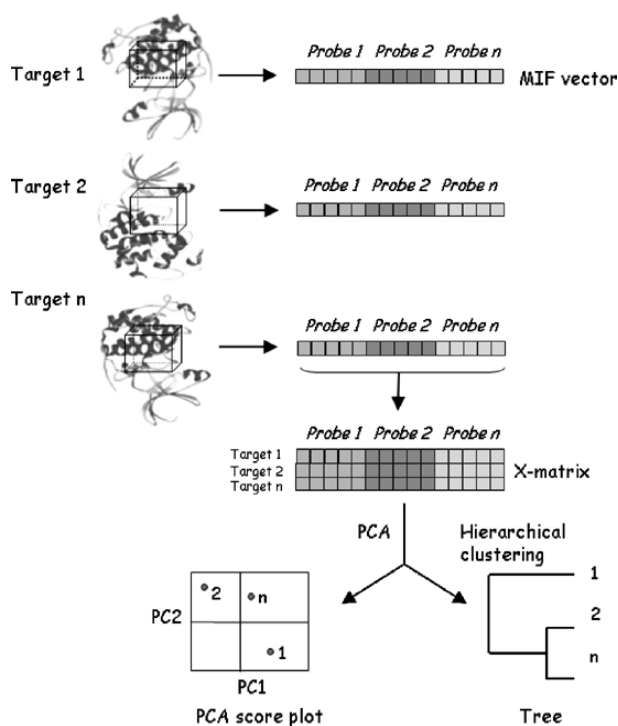 Probe 1 Probe 2 Probe n
Target 1
MIF vector
Probe 1 Probe 2 Probe n
Target 2
Target n
Probe 1 Probe 2 Probe n
Probe 1 Probe 2 Probe n
Target 1
Target 2
Target n
X-matrix
PCA
Hierarchical
clustering
PC2
2
n
1
PC1
PCA score plot
1
2
n
Tree